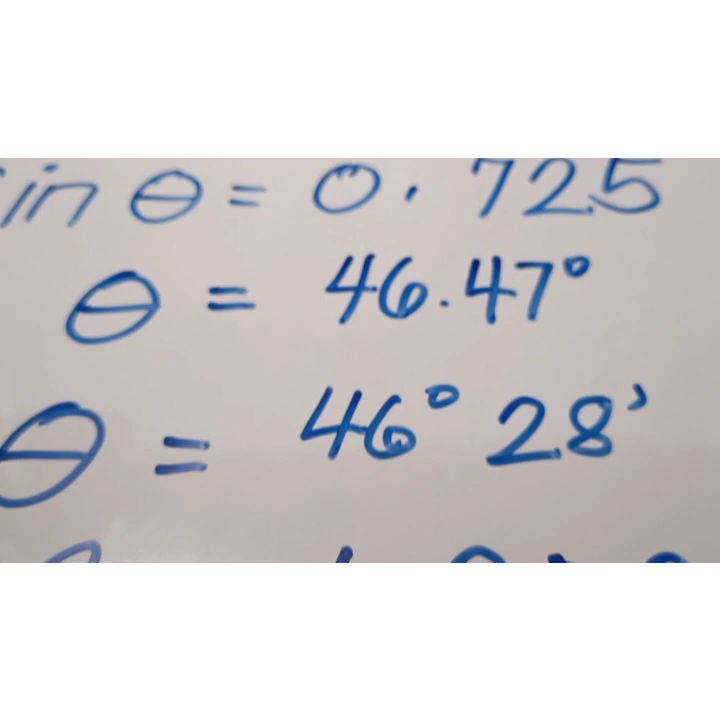 in θ = 0.725
θ = 46.47°
θ = 46° 28'